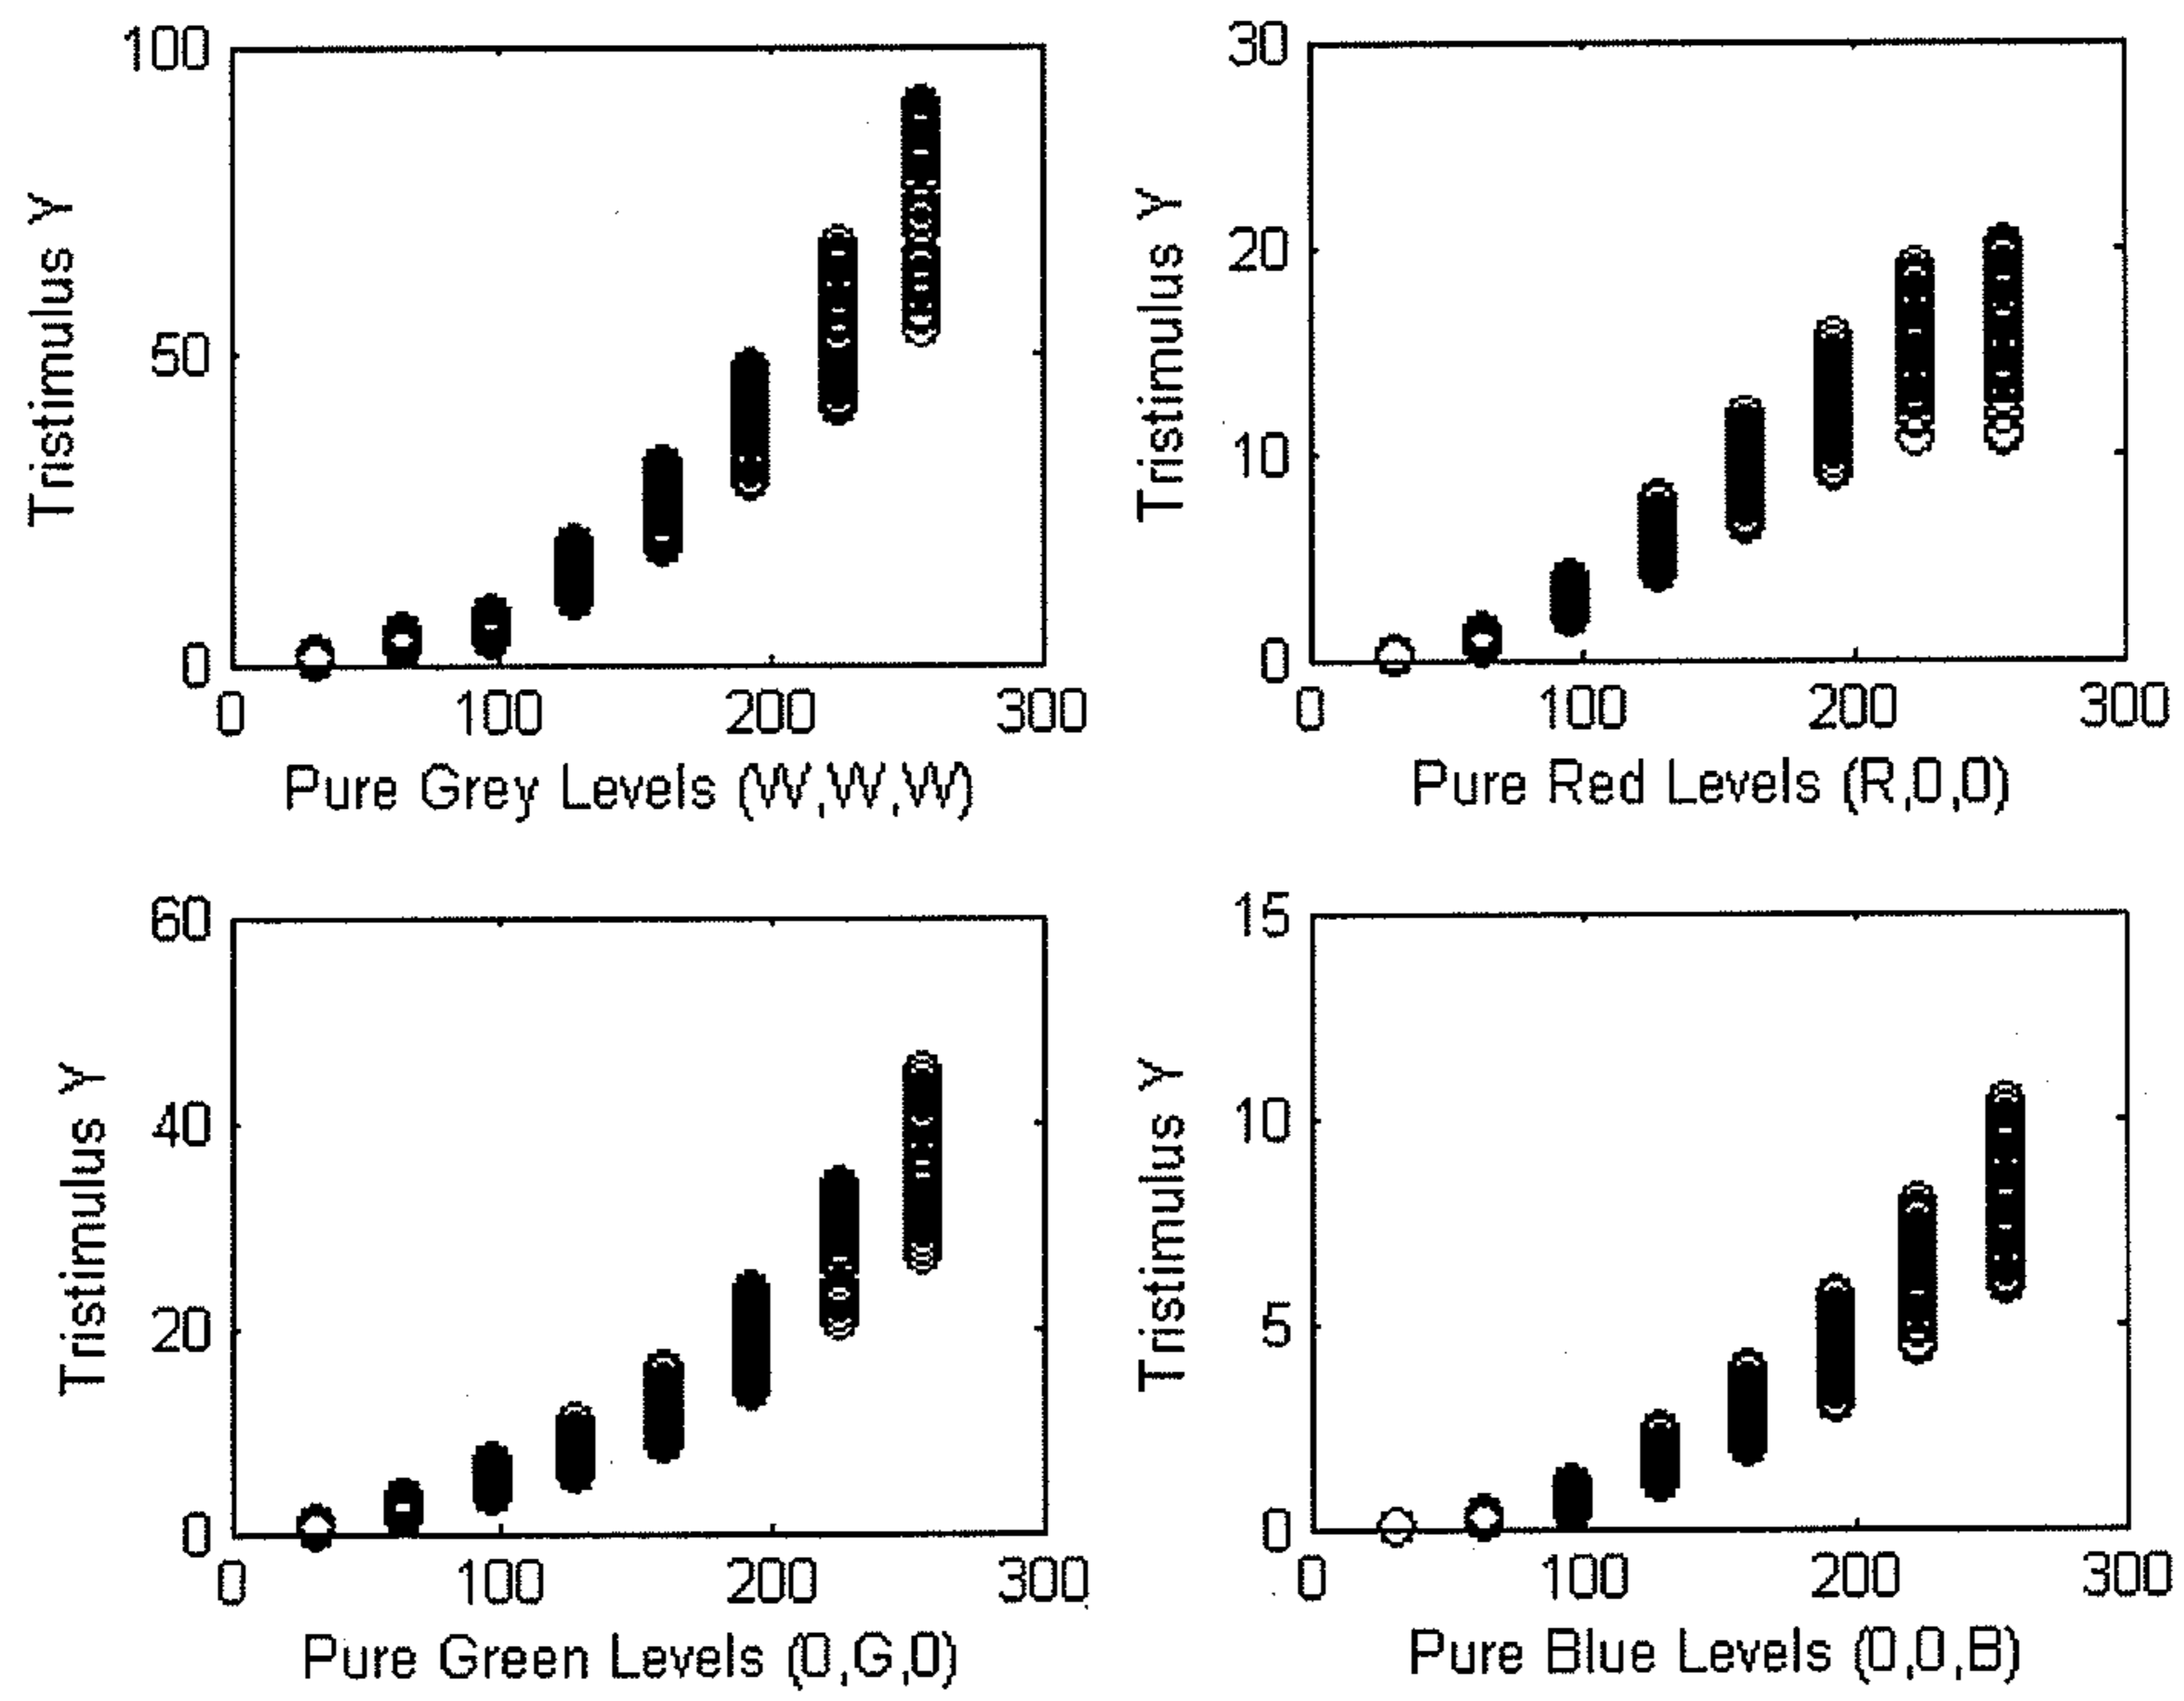 100
50
0
Tristimulus Y
0 100 200 300
Pure Grey Levels (W,W,W)
30
20
10
0
Tristimulus Y
0 100 200 300
Pure Red Levels (R,0,0)
60
40
20
0
Tristimulus Y
0 100 200 300
Pure Green Levels (0,G,0)
15
10
5
0
Tristimulus Y
0 100 200 300
Pure Blue Levels (0,0,B)